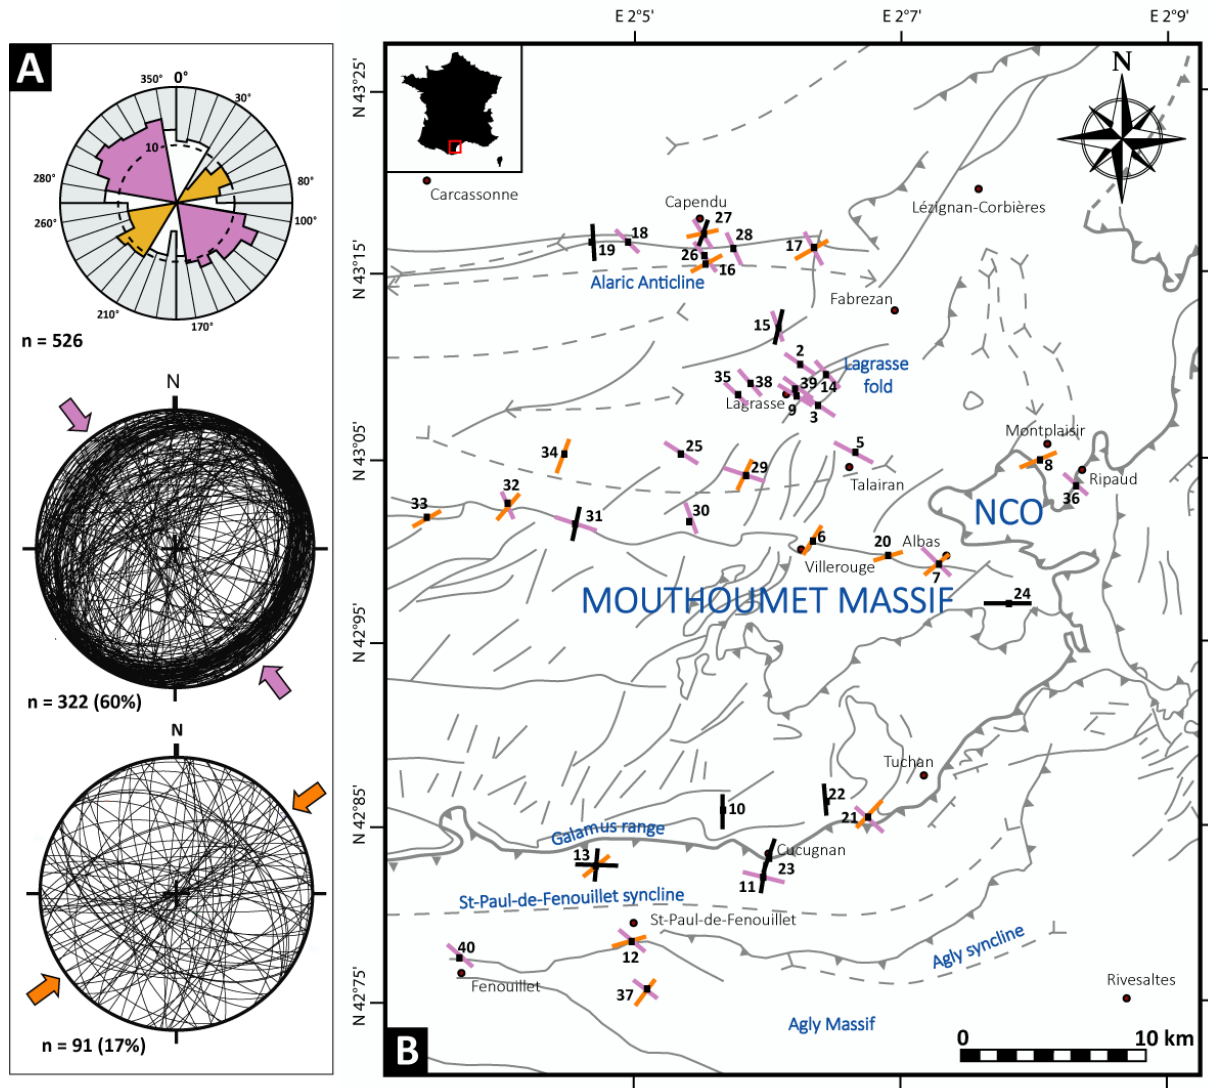 A
350°
0°
30°
10
280°
80°
260°
100°
210°
170°
n = 526
N
n = 322 (60%)
N
n = 91 (17%)
E 2°5'
E 2°7'
E 2°9'
N 43°25'
N 43°15'
N 43°05'
N 42°95'
N 42°85'
N 42°75'
N
Carcassonne
Capendu
Lézignan-Corbières
27
18
28
17
19
26
16
Alaric Anticline
Fabrezan
15
2
Lagrasse
fold
35
38
39
14
Lagrasse
9
3
Montplaisir
34
25
5
8
Ripaud
29
Talairan
36
32
33
31
30
NCO
6
20
Albas
Villerouge
7
MOUTHOUMET MASSIF
24
Tuchan
22
10
21
Galamus range
13
Cucugnan
23
11
St-Paul-de-Fenouillet syncline
St-Paul-de-Fenouillet
40
12
Agly syncline
Fenouillet
37
Rivesaltes
Agly Massif
B
0
10 km